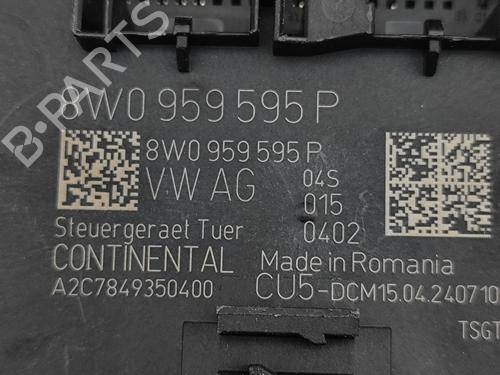 B-PARTS
8W0 959 595 P
8W0 959 595 P
VW AG 04S
015
Steuergeraet Tuer 0402
CONTINENTAL Made in Romania
A2C7849350400 CU5-DCM15.04.240710
TSGT